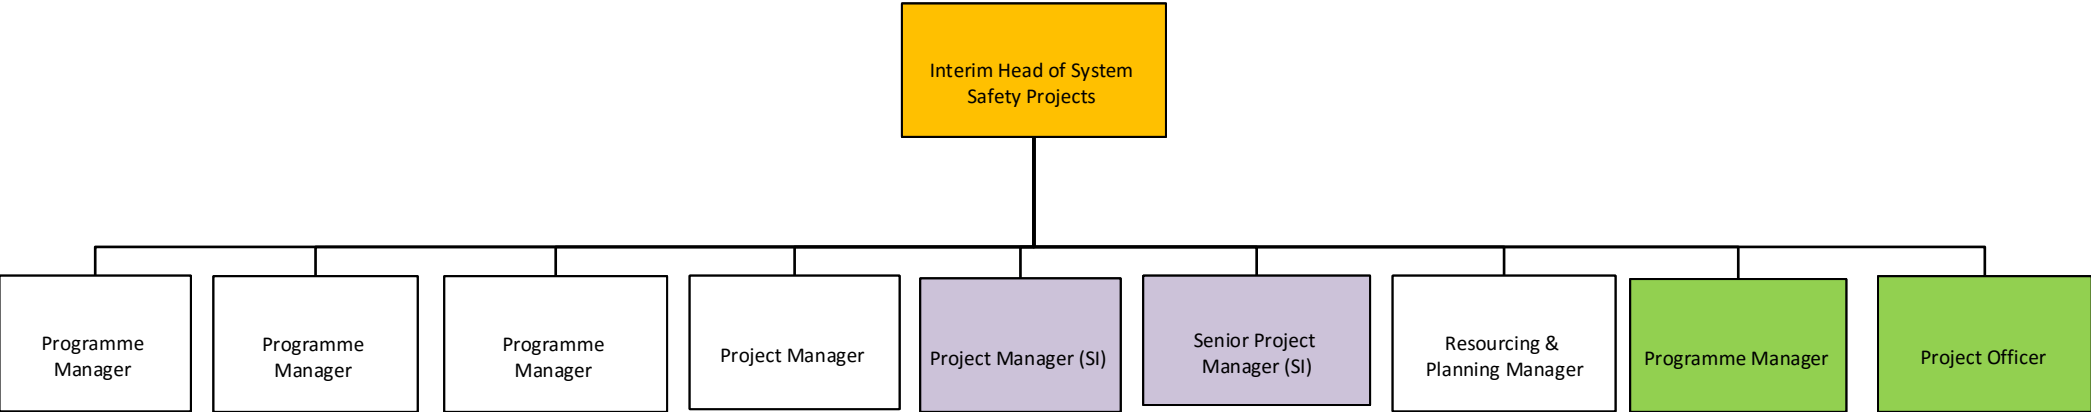 Interim Head of System
Safety Projects
Programme
Manager
Programme
Manager
Programme
Manager
Project Manager
Project Manager (SI)
Senior Project
Manager (SI)
Resourcing &
Planning Manager
Programme Manager
Project Officer